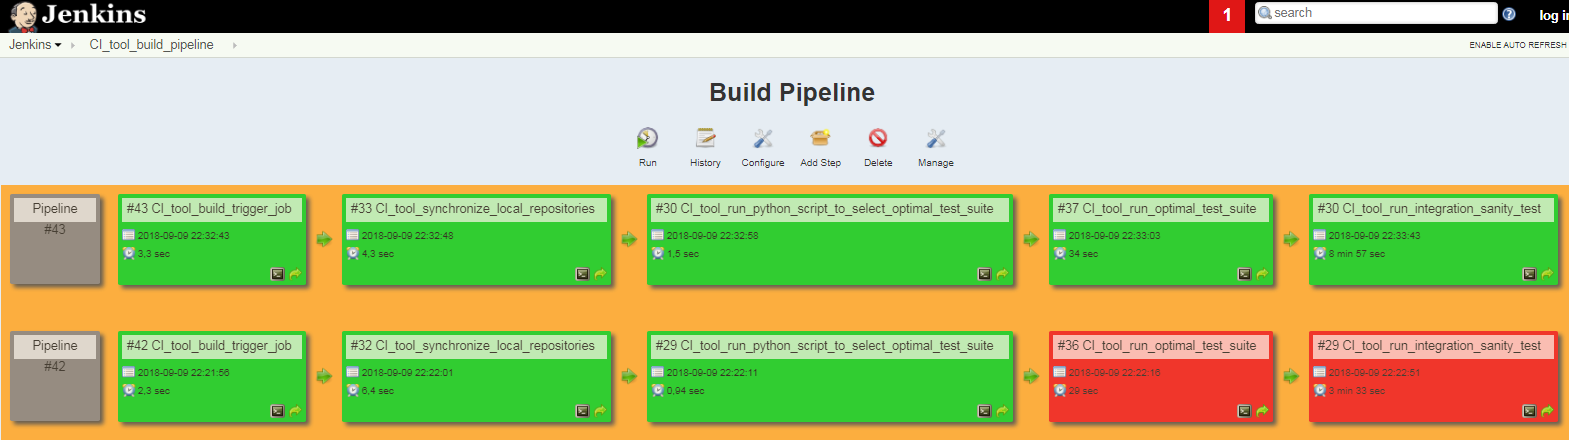 Jenkins
1
search
log in
Jenkins
CI_tool_build_pipeline
ENABLE AUTO REFRESH
Build Pipeline
Run
History
Configure
Add Step
Delete
Manage
Pipeline
#43
#43 CI_tool_build_trigger_job
2018-09-09 22:32:43
3,3 sec
#33 CI_tool_synchronize_local_repositories
2018-09-09 22:32:48
4,3 sec
#30 CI_tool_run_python_script_to_select_optimal_test_suite
2018-09-09 22:32:58
1,5 sec
#37 CI_tool_run_optimal_test_suite
2018-09-09 22:33:03
34 sec
#30 CI_tool_run_integration_sanity_test
2018-09-09 22:33:43
8 min 57 sec
Pipeline
#42
#42 CI_tool_build_trigger_job
2018-09-09 22:21:56
2,3 sec
#32 CI_tool_synchronize_local_repositories
2018-09-09 22:22:01
6,4 sec
#29 CI_tool_run_python_script_to_select_optimal_test_suite
2018-09-09 22:22:11
0,94 sec
#36 CI_tool_run_optimal_test_suite
2018-09-09 22:22:16
29 sec
#29 CI_tool_run_integration_sanity_test
2018-09-09 22:22:51
3 min 33 sec